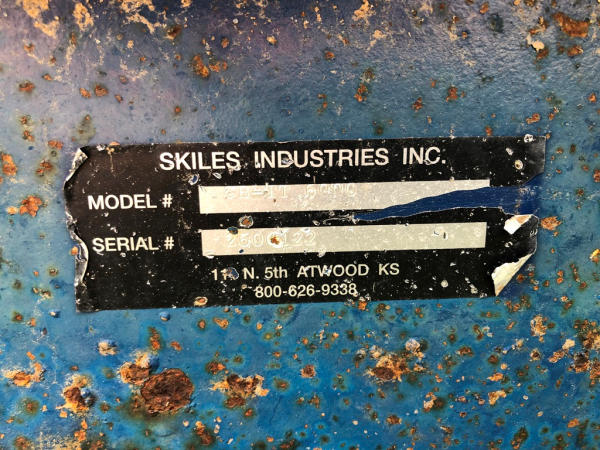 SKILES INDUSTRIES INC.
MODEL #
SERIAL #
N. 5th ATWOOD KS
800-626-9338